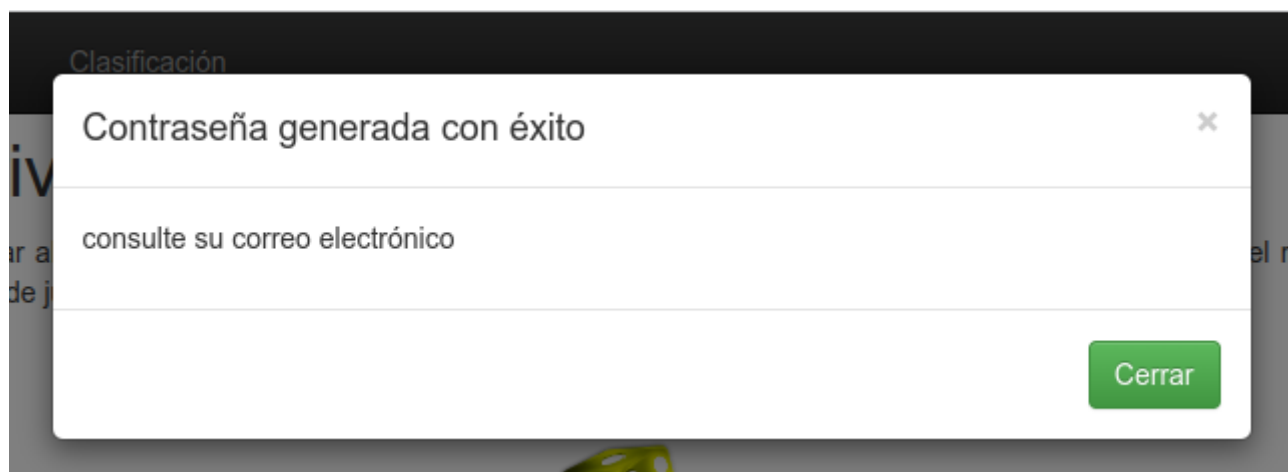 Clasificación
Contraseña generada con éxito
×
consulte su correo electrónico
Cerrar